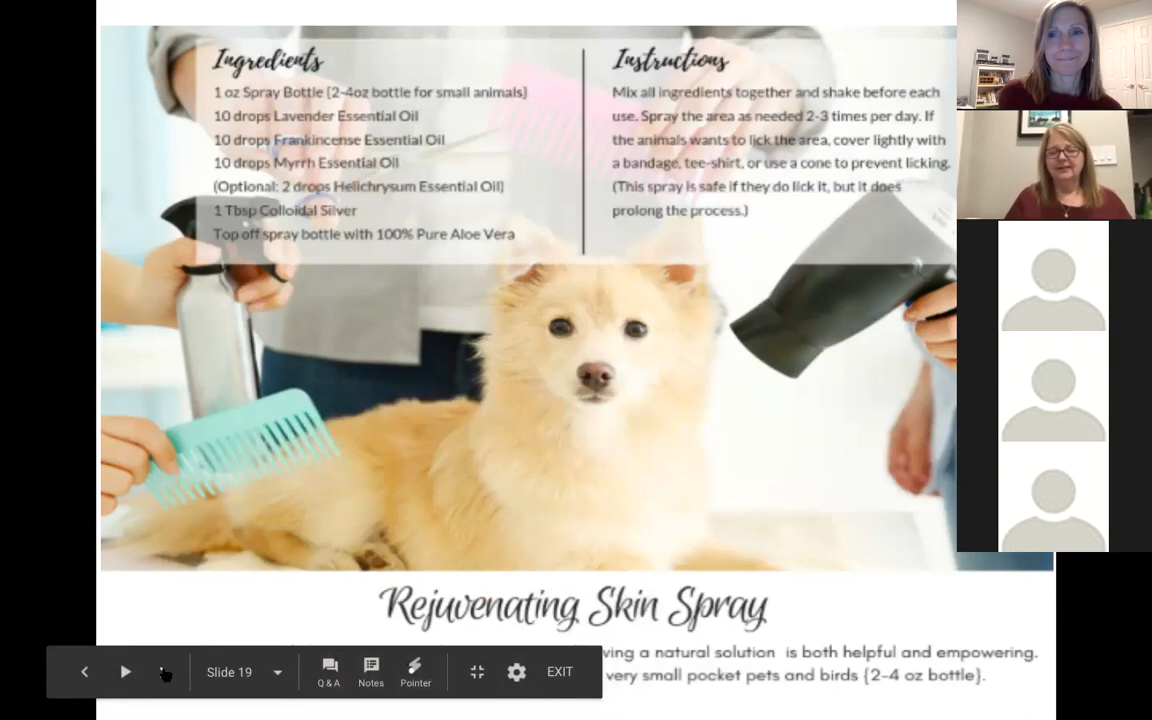 Ingredients
1 oz Spray Bottle {2-4oz bottle for small animals}
10 drops Lavender Essential Oil
10 drops Frankincense Essential Oil
10 drops Myrrh Essential Oil
(Optional: 2 drops Helichrysum Essential Oil)
1 Tbsp Colloidal Silver
Top off spray bottle with 100% Pure Aloe Vera
Instructions
Mix all ingredients together and shake before each
use. Spray the area as needed 2-3 times per day. If
the animals wants to lick the area, cover lightly with
a bandage, tee-shirt, or use a cone to prevent licking.
(This spray is safe if they do lick it, but it does
prolong the process.)
Rejuvenating Skin Spray
ving a natural solution is both helpful and empowering.
very small pocket pets and birds {2-4 oz bottle}.
Slide 19
Q & A
Notes
Pointer
EXIT